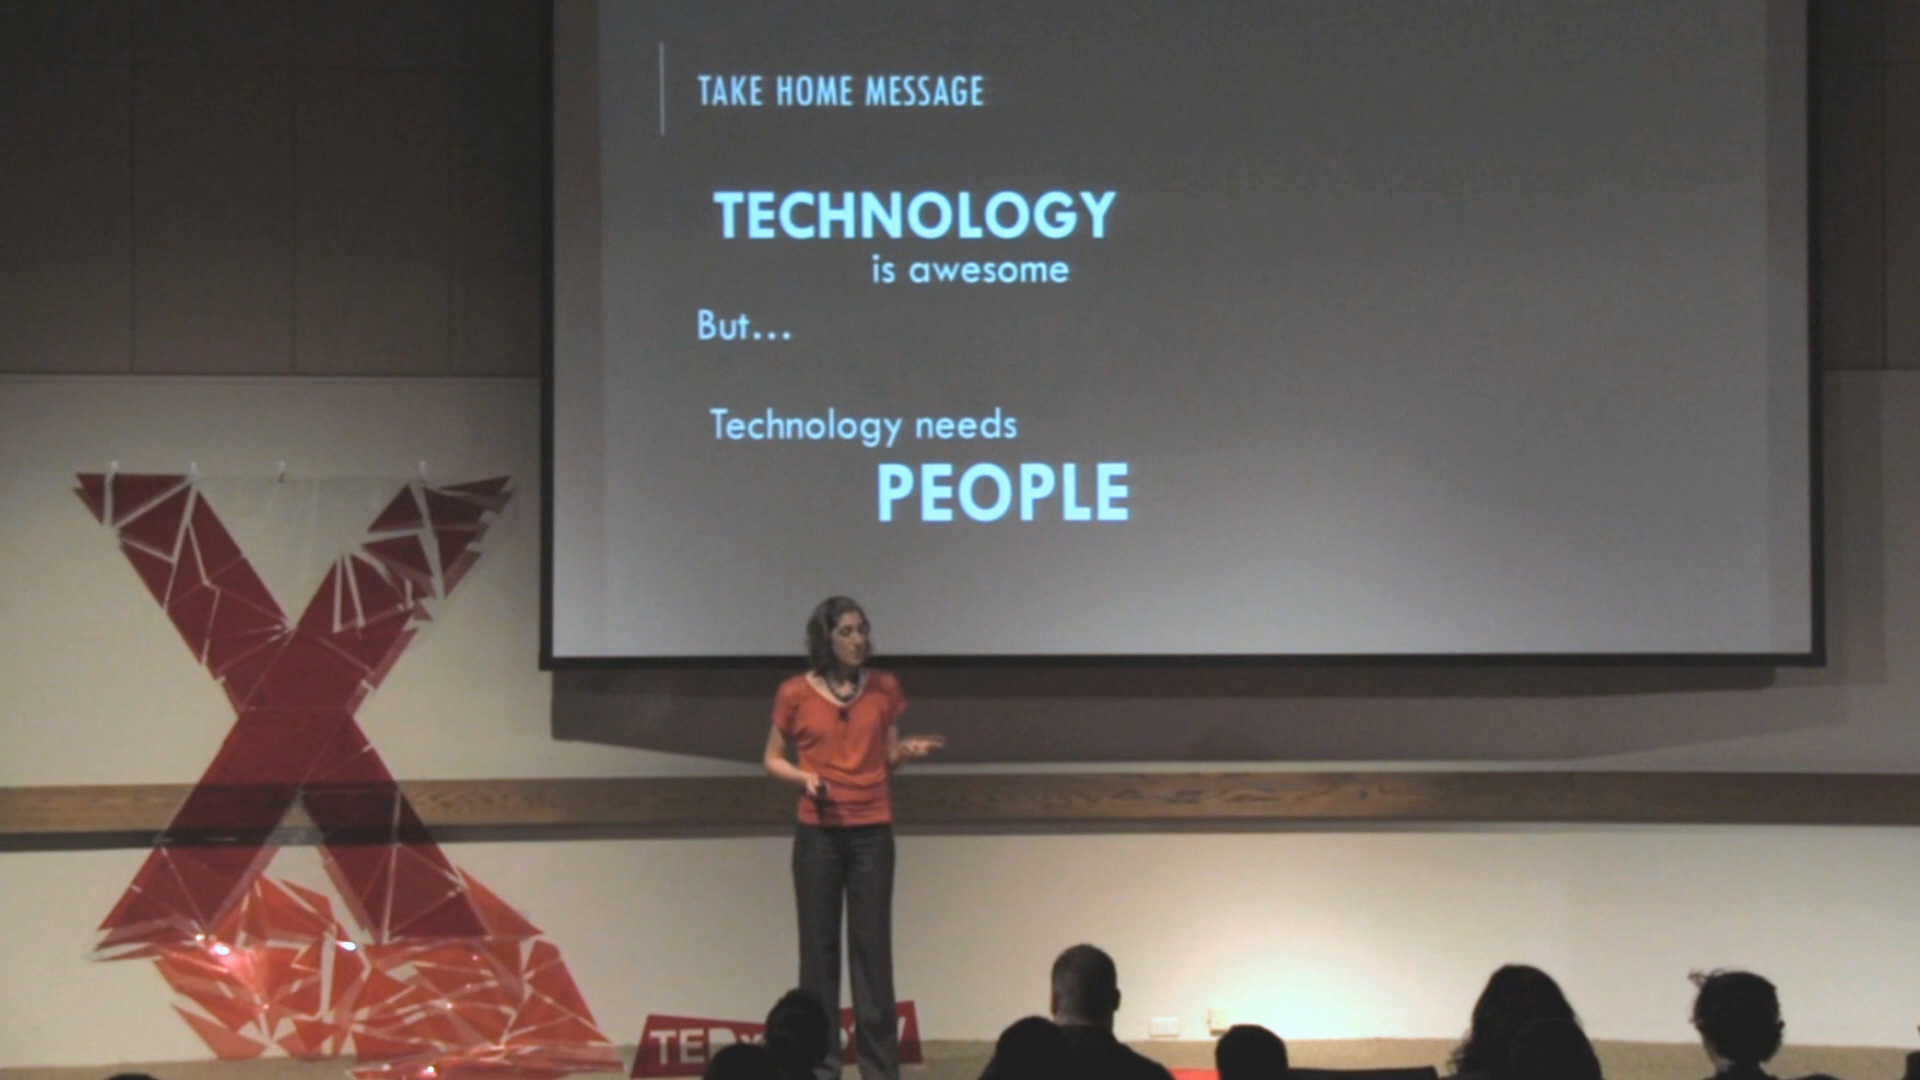 TAKE HOME MESSAGE
TECHNOLOGY
is awesome
But...
Technology needs
PEOPLE